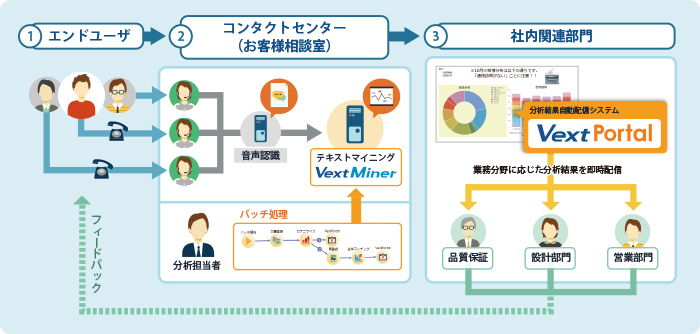 1 エンドユーザ
2 コンタクトセンター
(お客様相談室)
3 社内関連部門
分析結果自動配信システム
Vext Portal
音声認識
テキストマイニング
Vext Miner
業務分野に応じた分析結果を即時配信
バッチ処理
分析担当者
品質保証
設計部門
営業部門
フィードバック